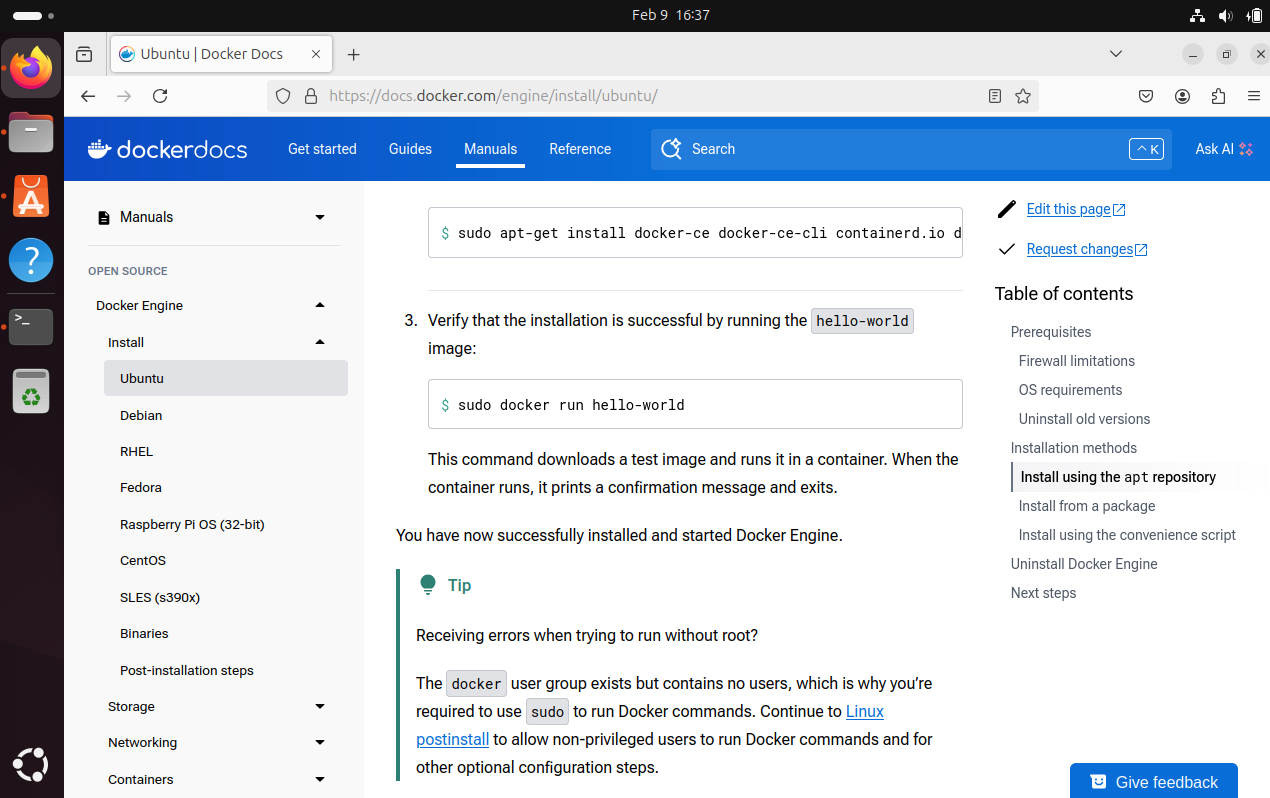 Feb 9 16:37
Ubuntu | Docker Docs
https://docs.docker.com/engine/install/ubuntu/
dockerdocs
Get started
Guides
Manuals
Reference
Search
^ K
Ask AI
Manuals
OPEN SOURCE
Docker Engine
Install
Ubuntu
Debian
RHEL
Fedora
Raspberry Pi OS (32-bit)
CentOS
SLES (s390x)
Binaries
Post-installation steps
Storage
Networking
Containers
$ sudo apt-get install docker-ce docker-ce-cli containerd.io d
3. Verify that the installation is successful by running the hello-world
image:
$ sudo docker run hello-world
This command downloads a test image and runs it in a container. When the
container runs, it prints a confirmation message and exits.
You have now successfully installed and started Docker Engine.
Tip
Receiving errors when trying to run without root?
The docker user group exists but contains no users, which is why you're
required to use sudo to run Docker commands. Continue to Linux
postinstall to allow non-privileged users to run Docker commands and for
other optional configuration steps.
Edit this page
Request changes
Table of contents
Prerequisites
Firewall limitations
OS requirements
Uninstall old versions
Installation methods
Install using the apt repository
Install from a package
Install using the convenience script
Uninstall Docker Engine
Next steps
Give feedback